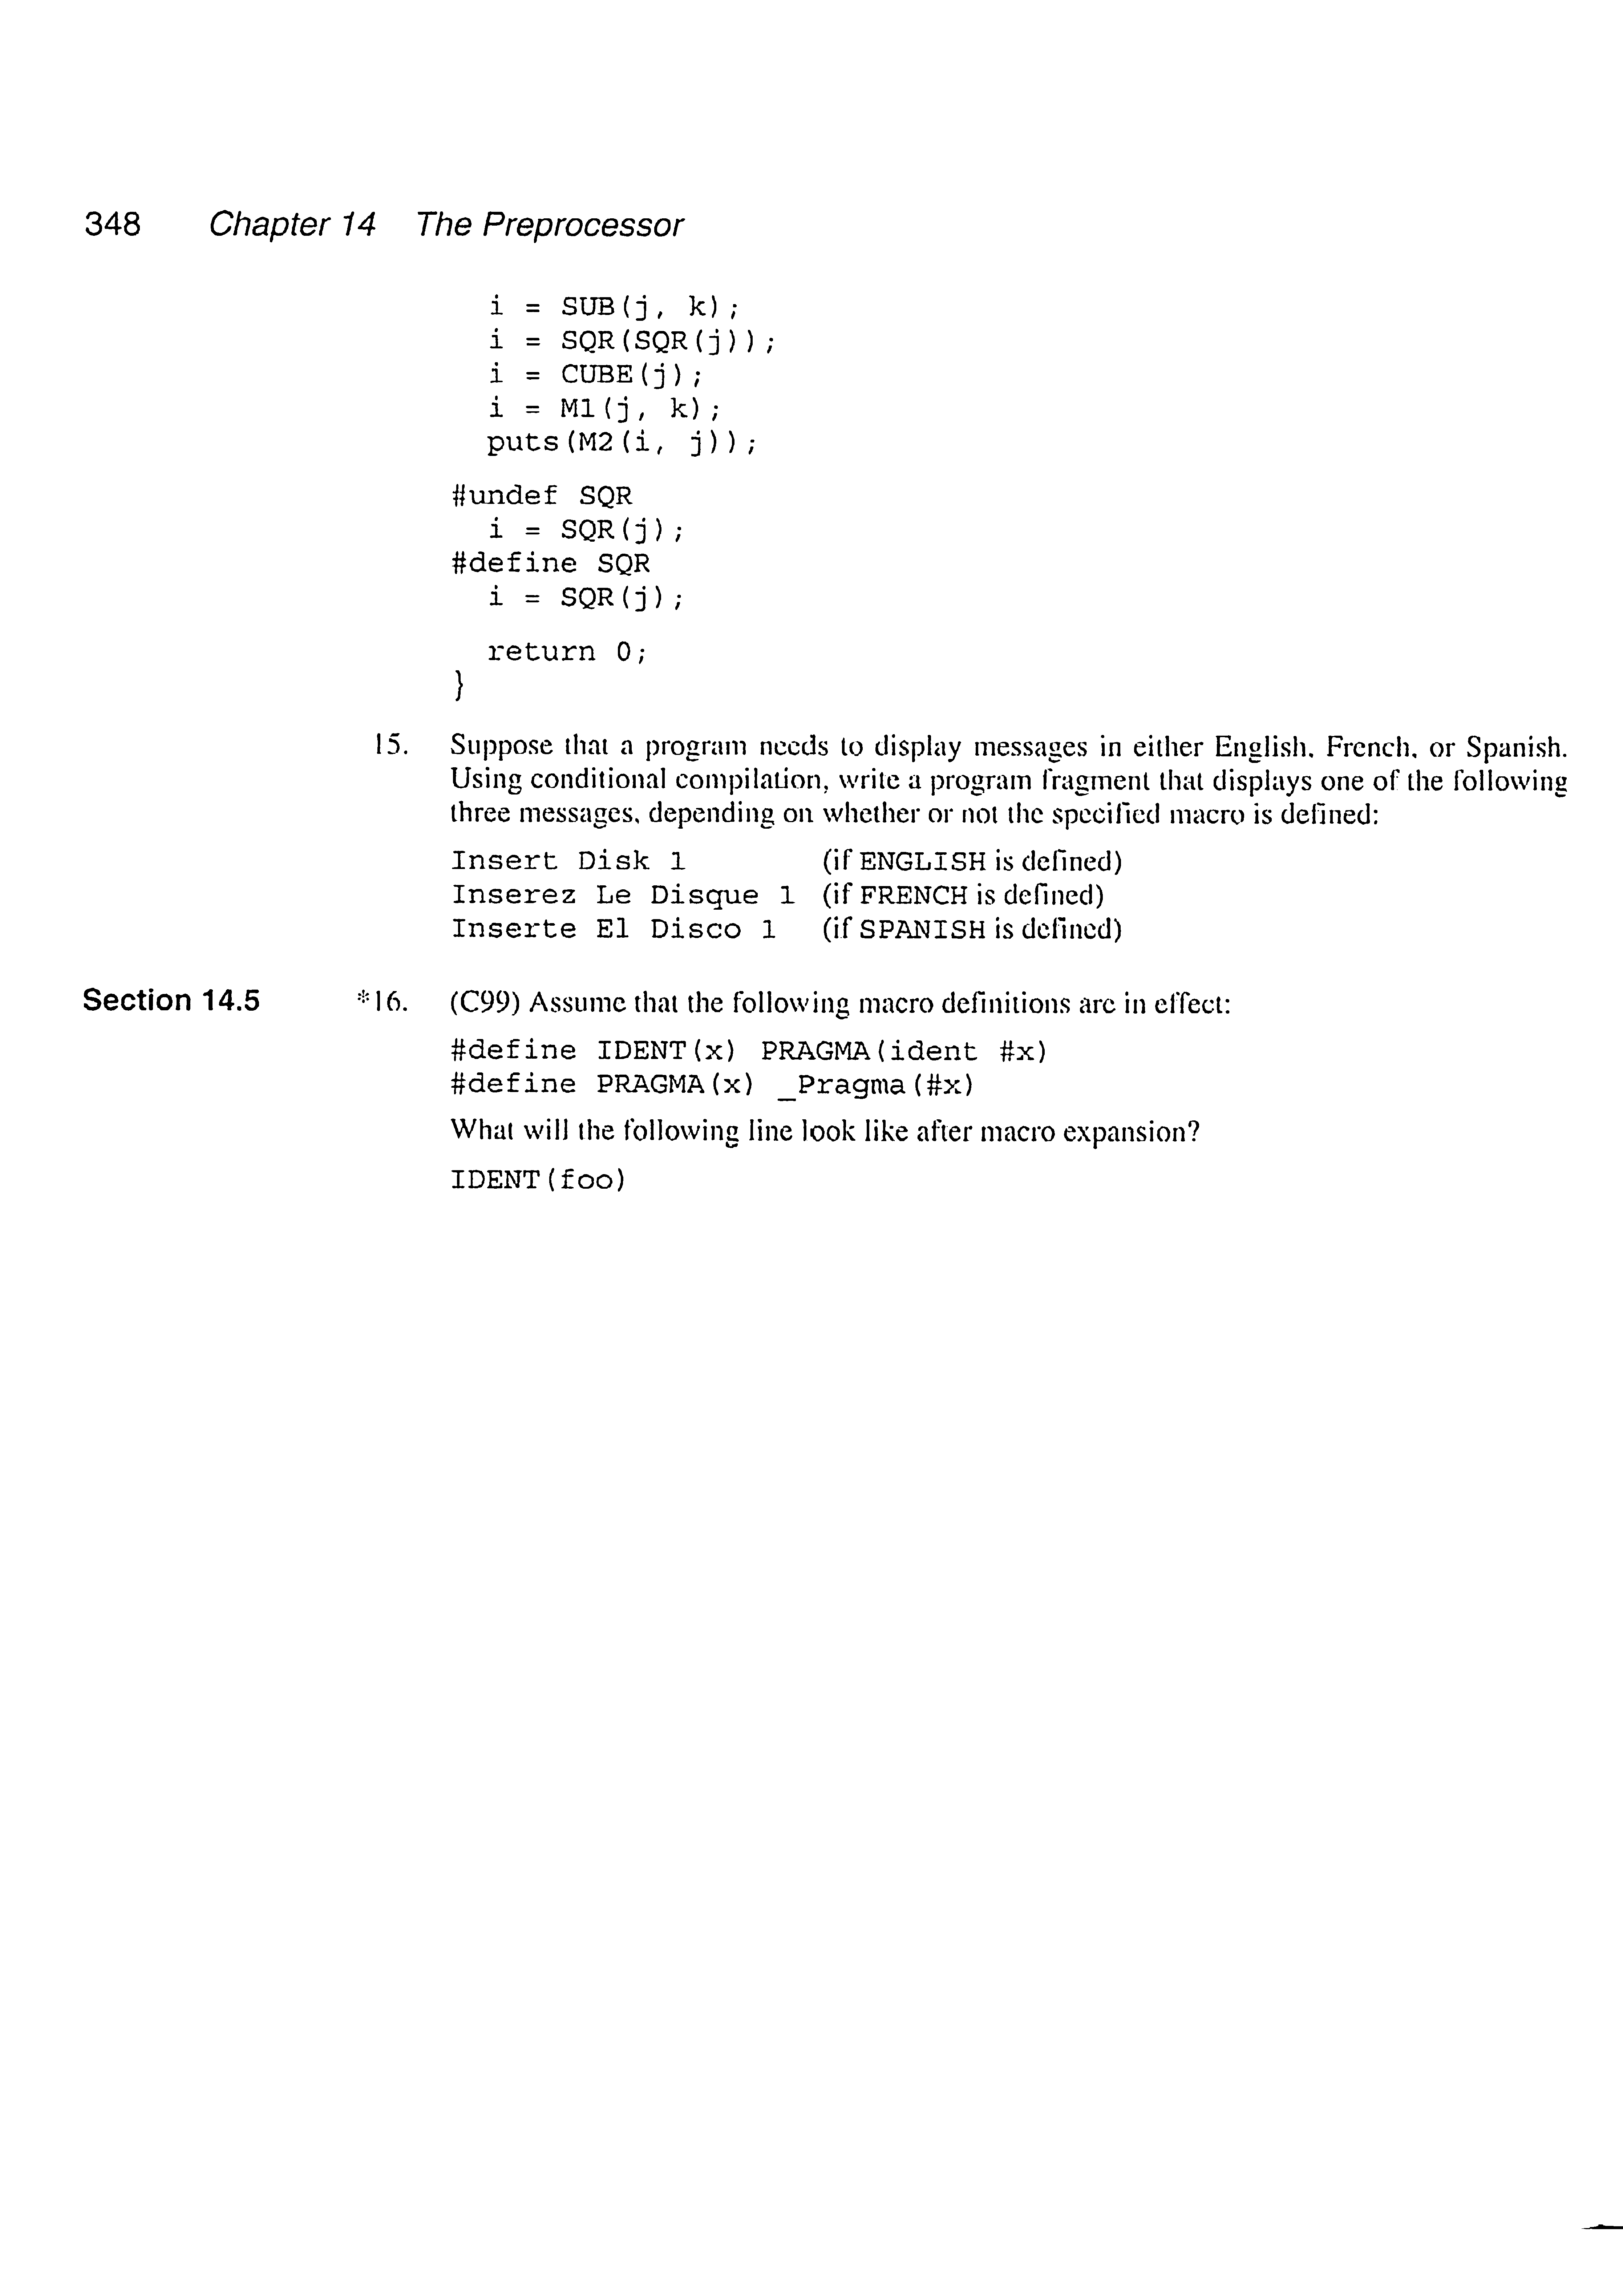 348 Chapter 14 The Preprocessor
i = SUB(j, k);
i = SQR(SQR(j));
i = CUBE(j);
i = M1(j, k);
puts(M2(i, j));
#undef SQR
i = SQR(j);
#define SQR
i = SQR(j);
return 0;
}
15. Suppose that a program needs to display messages in either English, French, or Spanish.
Using conditional compilation, write a program fragment that displays one of the following
three messages, depending on whether or not the specified macro is defined:
Insert Disk 1 (if ENGLISH is defined)
Inserez Le Disque 1 (if FRENCH is defined)
Inserte El Disco 1 (if SPANISH is defined)
Section 14.5 *16. (C99) Assume that the following macro definitions are in effect:
#define IDENT(x) PRAGMA(ident #x)
#define PRAGMA(x) _Pragma(#x)
What will the following line look like after macro expansion?
IDENT(foo)